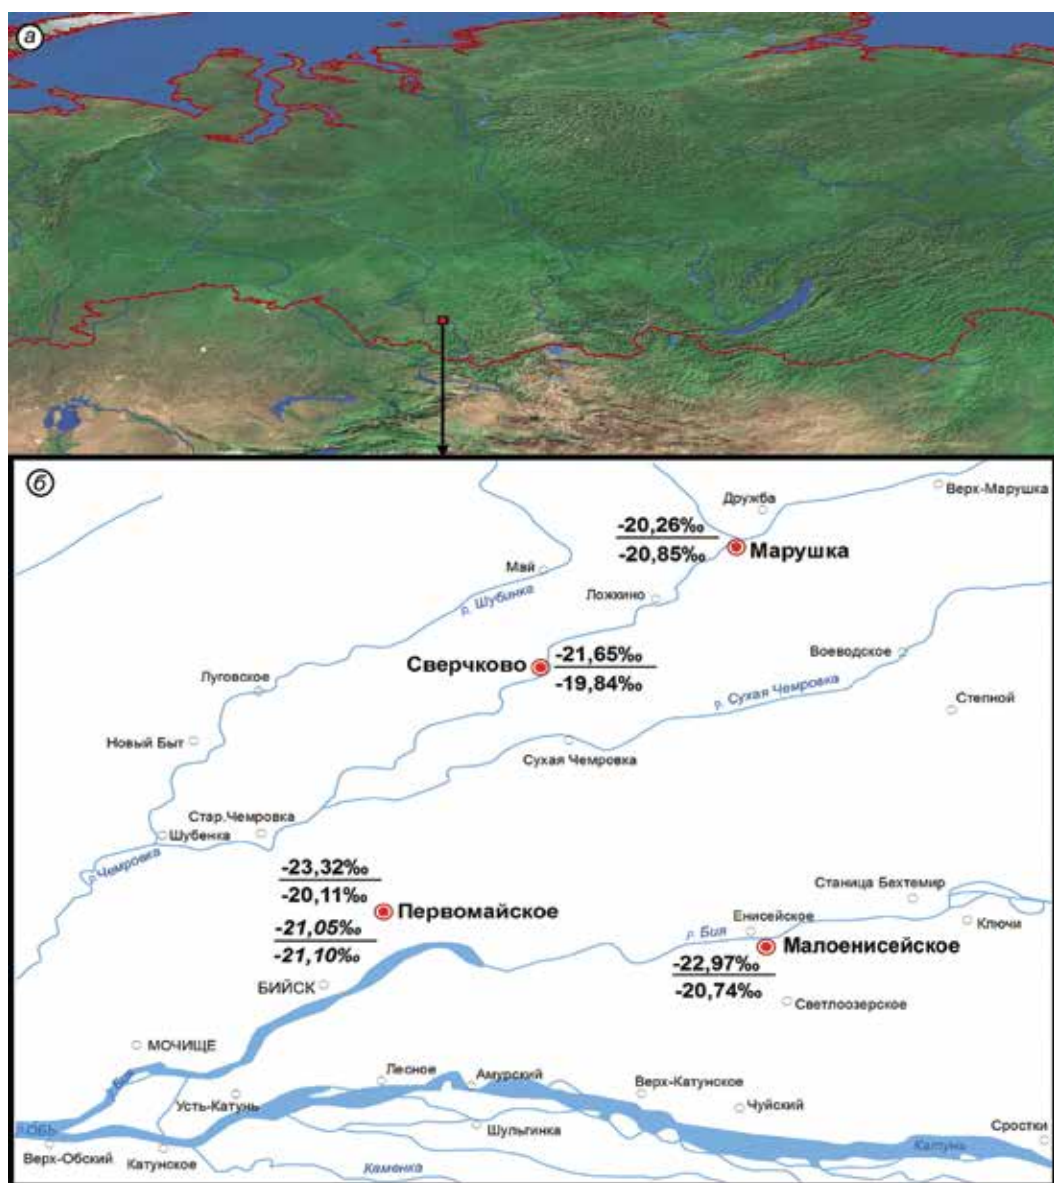 а
б
Дружба
Верх-Марушка
-20,26‰
-20,85‰
Марушка
Май
р. Шубинка
Ложкино
Сверчково
-21,65‰
-19,84‰
Воеводское
Луговское
р. Сухая Чемровка
Степной
Новый Быт
Сухая Чемровка
Стар.Чемровка
Шубенка
р.Чемровка
-23,32‰
-20,11‰
Первомайское
-21,05‰
-21,10‰
Станица Бехтемир
Енисейское
Ключи
р. Бия
Малоенисейское
-22,97‰
-20,74‰
БИЙСК
Светлоозерское
МОЧИЩЕ
р. Бия
Лесное
Амурский
Верх-Катунское
Усть-Катунь
Чуйский
Шульгинка
Сростки
ОБЬ
Верх-Обский
Катунское
Каменка
Катунь